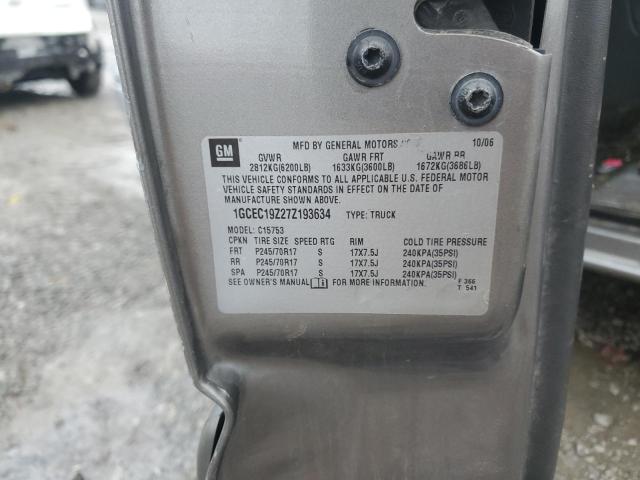 GM
MFD BY GENERAL MOTORS 10/06
GVWR GAWR FRT GAWR RR
2812KG(6200LB) 1633KG(3600LB) 1672KG(3686LB)
THIS VEHICLE CONFORMS TO ALL APPLICABLE U.S. FEDERAL MOTOR
VEHICLE SAFETY STANDARDS IN EFFECT ON THE DATE OF
MANUFACTURE SHOWN ABOVE.
1GCEC19Z27Z193634 TYPE: TRUCK
MODEL: C15753
CPKN TIRE SIZE SPEED RTG RIM COLD TIRE PRESSURE
FRT P245/70R17 S 17X7.5J 240KPA(35PSI)
RR P245/70R17 S 17X7.5J 240KPA(35PSI)
SPA P245/70R17 S 17X7.5J 240KPA(35PSI)
SEE OWNER'S MANUAL FOR MORE INFORMATION. F 366
T 541